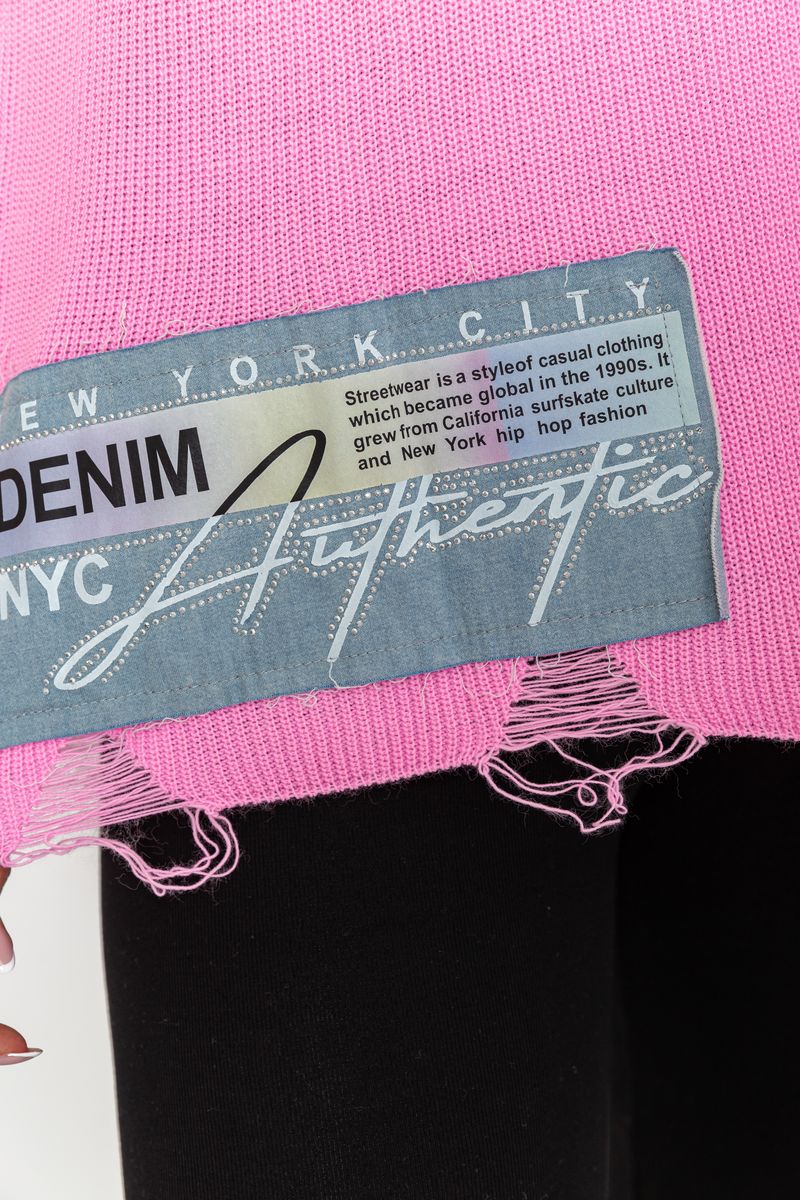 EW YORK CITY
DENIM
Streetwear is a styleof casual clothing
which became global in the 1990s. It
grew from California surfskate culture
and New York hip hop fashion
Authentic
NYC